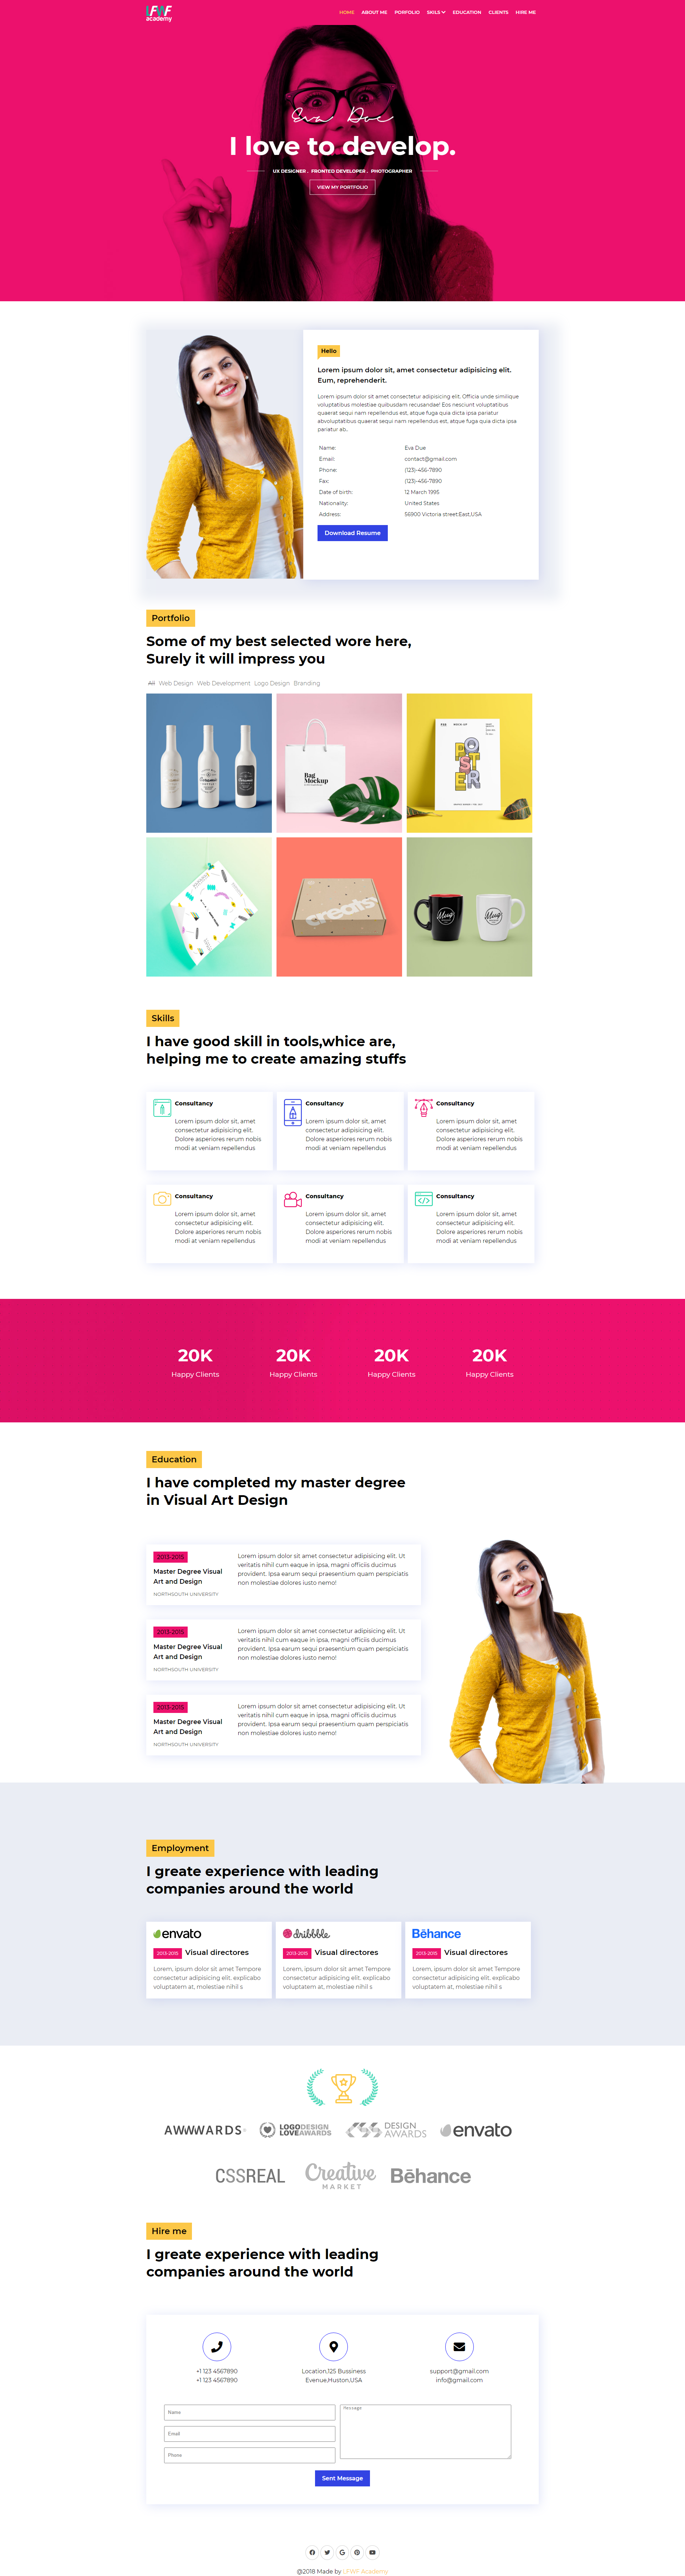 LFWF
academy
HOME ABOUT ME PORFOLIO SKILS EDUCATION CLIENTS HIRE ME
Eva Doe
I love to develop.
UX DESIGNER . FRONTED DEVELOPER . PHOTOGRAPHER
VIEW MY PORTFOLIO
Hello
Lorem ipsum dolor sit, amet consectetur adipisicing elit.
Eum, reprehenderit.
Lorem ipsum dolor sit amet consectetur adipisicing elit. Officia unde similique
voluptatibus molestiae quibusdam recusandae! Eos nesciunt.voluptatibus
quaerat sequi nam repellendus est, atque fuga quia dicta ipsa pariatur
abvoluptatibus quaerat sequi nam repellendus est, atque fuga quia dicta ipsa
pariatur ab..
Name: Eva Due
Email: contact@gmail.com
Phone: (123)-456-7890
Fax: (123)-456-7890
Date of birth: 12 March 1995
Nationality: United States
Address: 56900 Victoria street.East,USA
Download Resume
Portfolio
Some of my best selected wore here,
Surely it will impress you
All Web Design Web Development Logo Design Branding
Bag
Mockup
MOCK-UP
POSTER
creatsy
Mug Mug
Skills
I have good skill in tools,whice are,
helping me to create amazing stuffs
Consultancy
Lorem ipsum dolor sit, amet
consectetur adipisicing elit.
Dolore asperiores rerum nobis
modi at veniam repellendus
Consultancy
Lorem ipsum dolor sit, amet
consectetur adipisicing elit.
Dolore asperiores rerum nobis
modi at veniam repellendus
Consultancy
Lorem ipsum dolor sit, amet
consectetur adipisicing elit.
Dolore asperiores rerum nobis
modi at veniam repellendus
Consultancy
Lorem ipsum dolor sit, amet
consectetur adipisicing elit.
Dolore asperiores rerum nobis
modi at veniam repellendus
Consultancy
Lorem ipsum dolor sit, amet
consectetur adipisicing elit.
Dolore asperiores rerum nobis
modi at veniam repellendus
Consultancy
Lorem ipsum dolor sit, amet
consectetur adipisicing elit.
Dolore asperiores rerum nobis
modi at veniam repellendus
20K 20K 20K 20K
Happy Clients Happy Clients Happy Clients Happy Clients
Education
I have completed my master degree
in Visual Art Design
2013-2015
Master Degree Visual
Art and Design
NORTHSOUTH UNIVERSITY
Lorem ipsum dolor sit amet consectetur adipisicing elit. Ut
veritatis nihil cum eaque in ipsa, magni officiis ducimus
provident. Ipsa earum sequi praesentium quam perspiciatis
non molestiae dolores iusto nemo!
2013-2015
Master Degree Visual
Art and Design
NORTHSOUTH UNIVERSITY
Lorem ipsum dolor sit amet consectetur adipisicing elit. Ut
veritatis nihil cum eaque in ipsa, magni officiis ducimus
provident. Ipsa earum sequi praesentium quam perspiciatis
non molestiae dolores iusto nemo!
2013-2015
Master Degree Visual
Art and Design
NORTHSOUTH UNIVERSITY
Lorem ipsum dolor sit amet consectetur adipisicing elit. Ut
veritatis nihil cum eaque in ipsa, magni officiis ducimus
provident. Ipsa earum sequi praesentium quam perspiciatis
non molestiae dolores iusto nemo!
Employment
I greate experience with leading
companies around the world
envato
2013-2015 Visual directores
Lorem, ipsum dolor sit amet Tempore
consectetur adipisicing elit. explicabo
voluptatem at, molestiae nihil s
dribbble
2013-2015 Visual directores
Lorem, ipsum dolor sit amet Tempore
consectetur adipisicing elit. explicabo
voluptatem at, molestiae nihil s
Bēhance
2013-2015 Visual directores
Lorem, ipsum dolor sit amet Tempore
consectetur adipisicing elit. explicabo
voluptatem at, molestiae nihil s
AWWWARDS
LOGODESIGN
LOVEAWARDS
CSS DESIGN
AWARDS
envato
CSSREAL
Creative
MARKET
Bēhance
Hire me
I greate experience with leading
companies around the world
+1 123 4567890
+1 123 4567890
Location,125 Bussiness
Evenue,Huston,USA
support@gmail.com
info@gmail.com
Name
Email
Phone
Message
Sent Message
@2018 Made by LFWF Academy